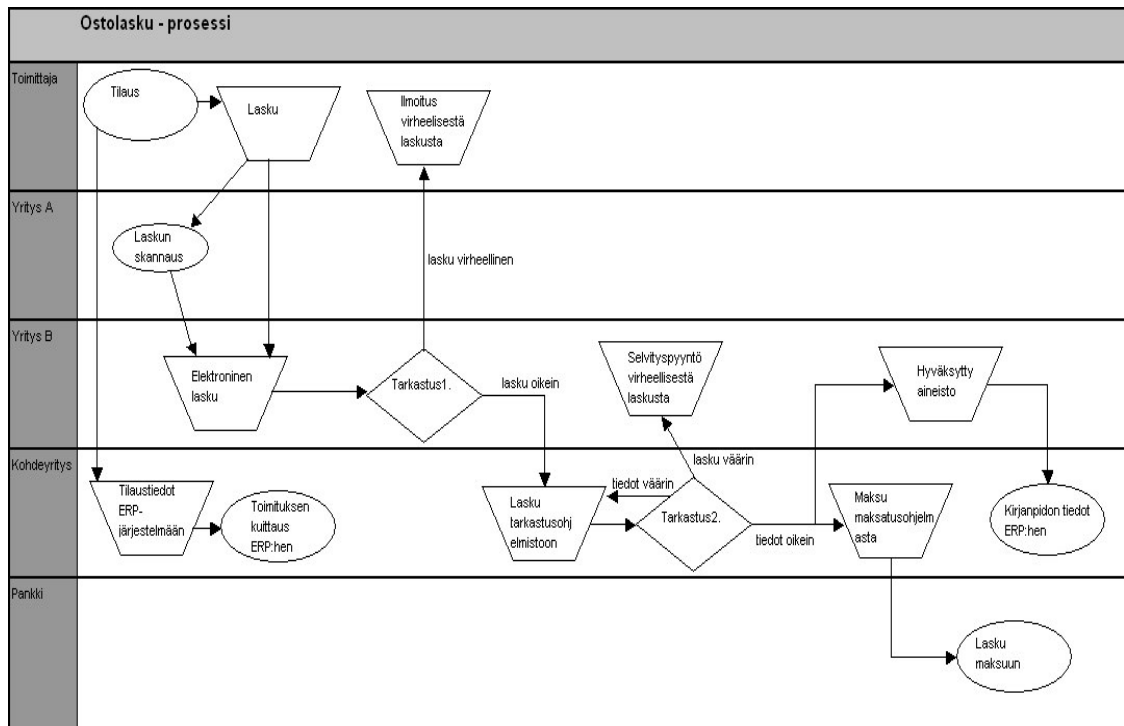 Ostolasku - prosessi
Toimittaja
Tilaus
Lasku
Ilmoitus
virheelisestä
laskusta
Yritys A
Laskun
skannaus
lasku virheellinen
Yritys B
Elektroninen
lasku
Tarkastus1.
lasku oikein
Selvityspyyntö
virheellisestä
laskusta
Hyväksytty
aineisto
Kohdeyritys
lasku väärin
tiedot väärin
Tilaustiedot
ERP-
järjestelmään
Toimituksen
kuittaus
ERP:hen
Lasku
tarkastusohj
elmistoon
Tarkastus2.
tiedot oikein
Maksu
maksatusohjelm
asta
Kirjanpidon tiedot
ERP:hen
Pankki
Lasku
maksuun